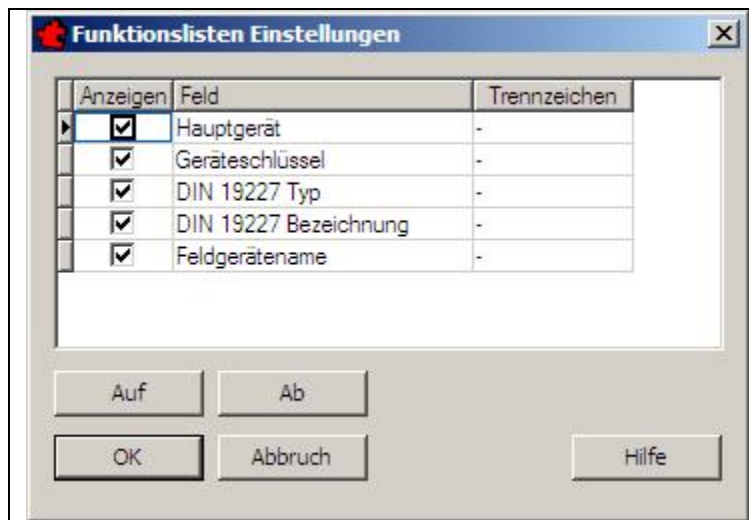 Funktionslisten Einstellungen
Anzeigen Feld Trennzeichen
Hauptgerät -
Geräteschlüssel -
DIN 19227 Typ -
DIN 19227 Bezeichnung -
Feldgerätename -
Auf Ab
OK Abbruch Hilfe